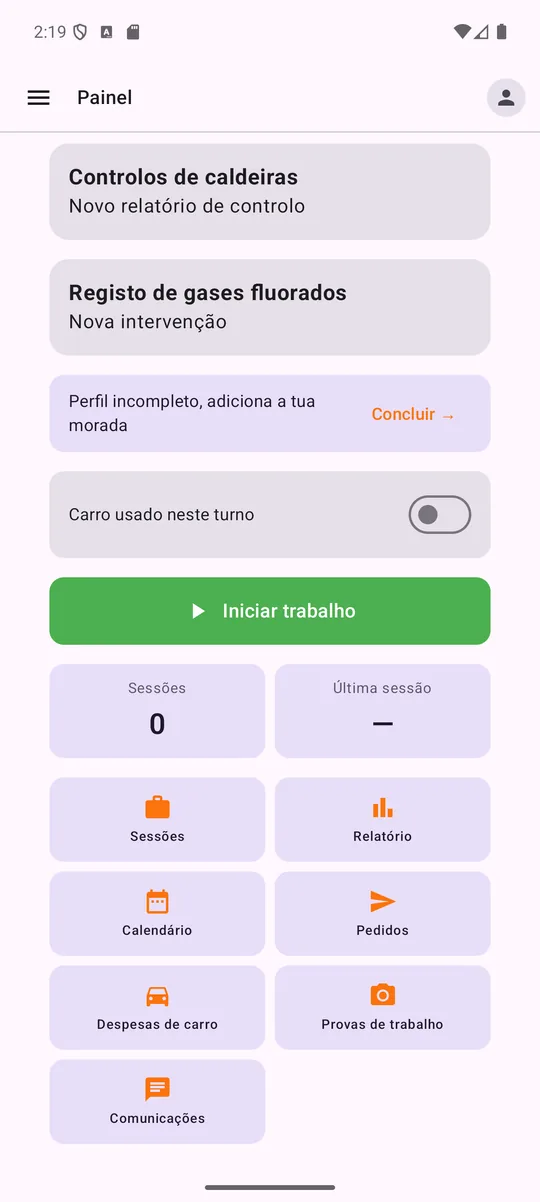 2:19
Painel
Controlos de caldeiras
Novo relatório de controlo
Registo de gases fluorados
Nova intervenção
Perfil incompleto, adiciona a tua
morada
Concluir →
Carro usado neste turno
Iniciar trabalho
Sessões
0
Última sessão
—
Sessões
Relatório
Calendário
Pedidos
Despesas de carro
Provas de trabalho
Comunicações